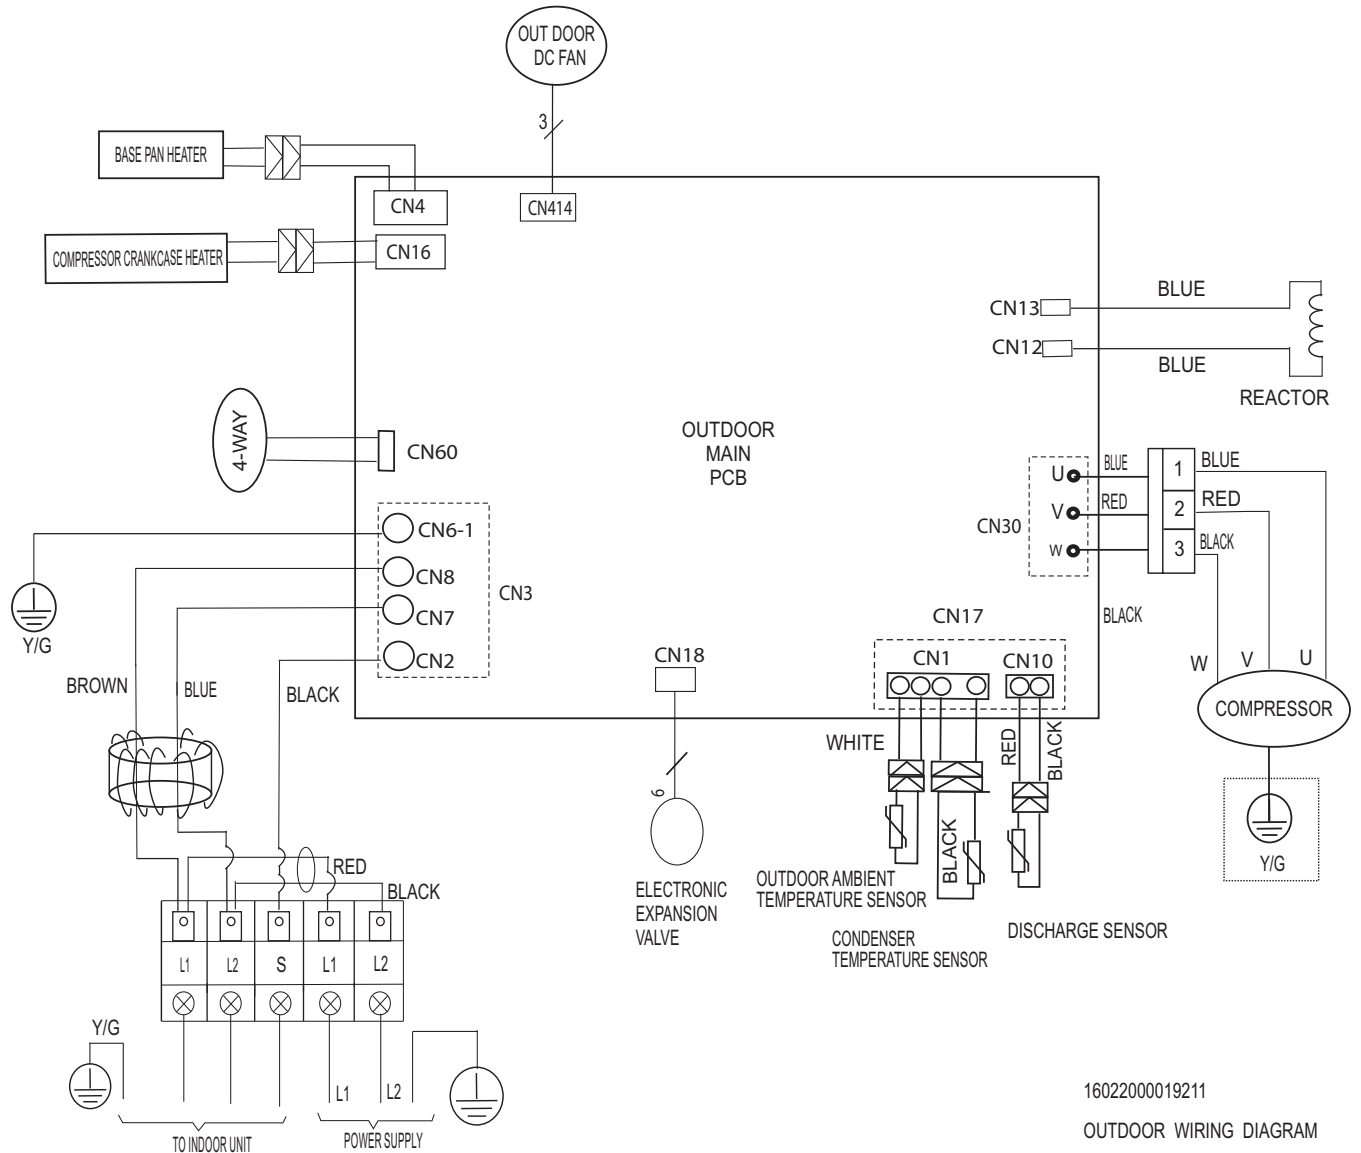 OUT DOOR
DC FAN
3
BASE PAN HEATER
CN4
CN414
COMPRESSOR CRANKCASE HEATER
CN16
BLUE
CN13
CN12
BLUE
REACTOR
4-WAY
CN60
OUTDOOR
MAIN
PCB
U
BLUE
1
BLUE
V
RED
2
RED
CN30
W
3
BLACK
BLACK
CN6-1
CN8
CN3
CN7
CN2
Y/G
BROWN
BLUE
BLACK
CN18
6
ELECTRONIC
EXPANSION
VALVE
CN17
CN1
CN10
WHITE
RED
BLACK
BLACK
OUTDOOR AMBIENT
TEMPERATURE SENSOR
CONDENSER
TEMPERATURE SENSOR
DISCHARGE SENSOR
W
V
U
COMPRESSOR
Y/G
RED
BLACK
L1
L2
S
L1
L2
Y/G
L1
L2
TO INDOOR UNIT
POWER SUPPLY
16022000019211
OUTDOOR WIRING DIAGRAM